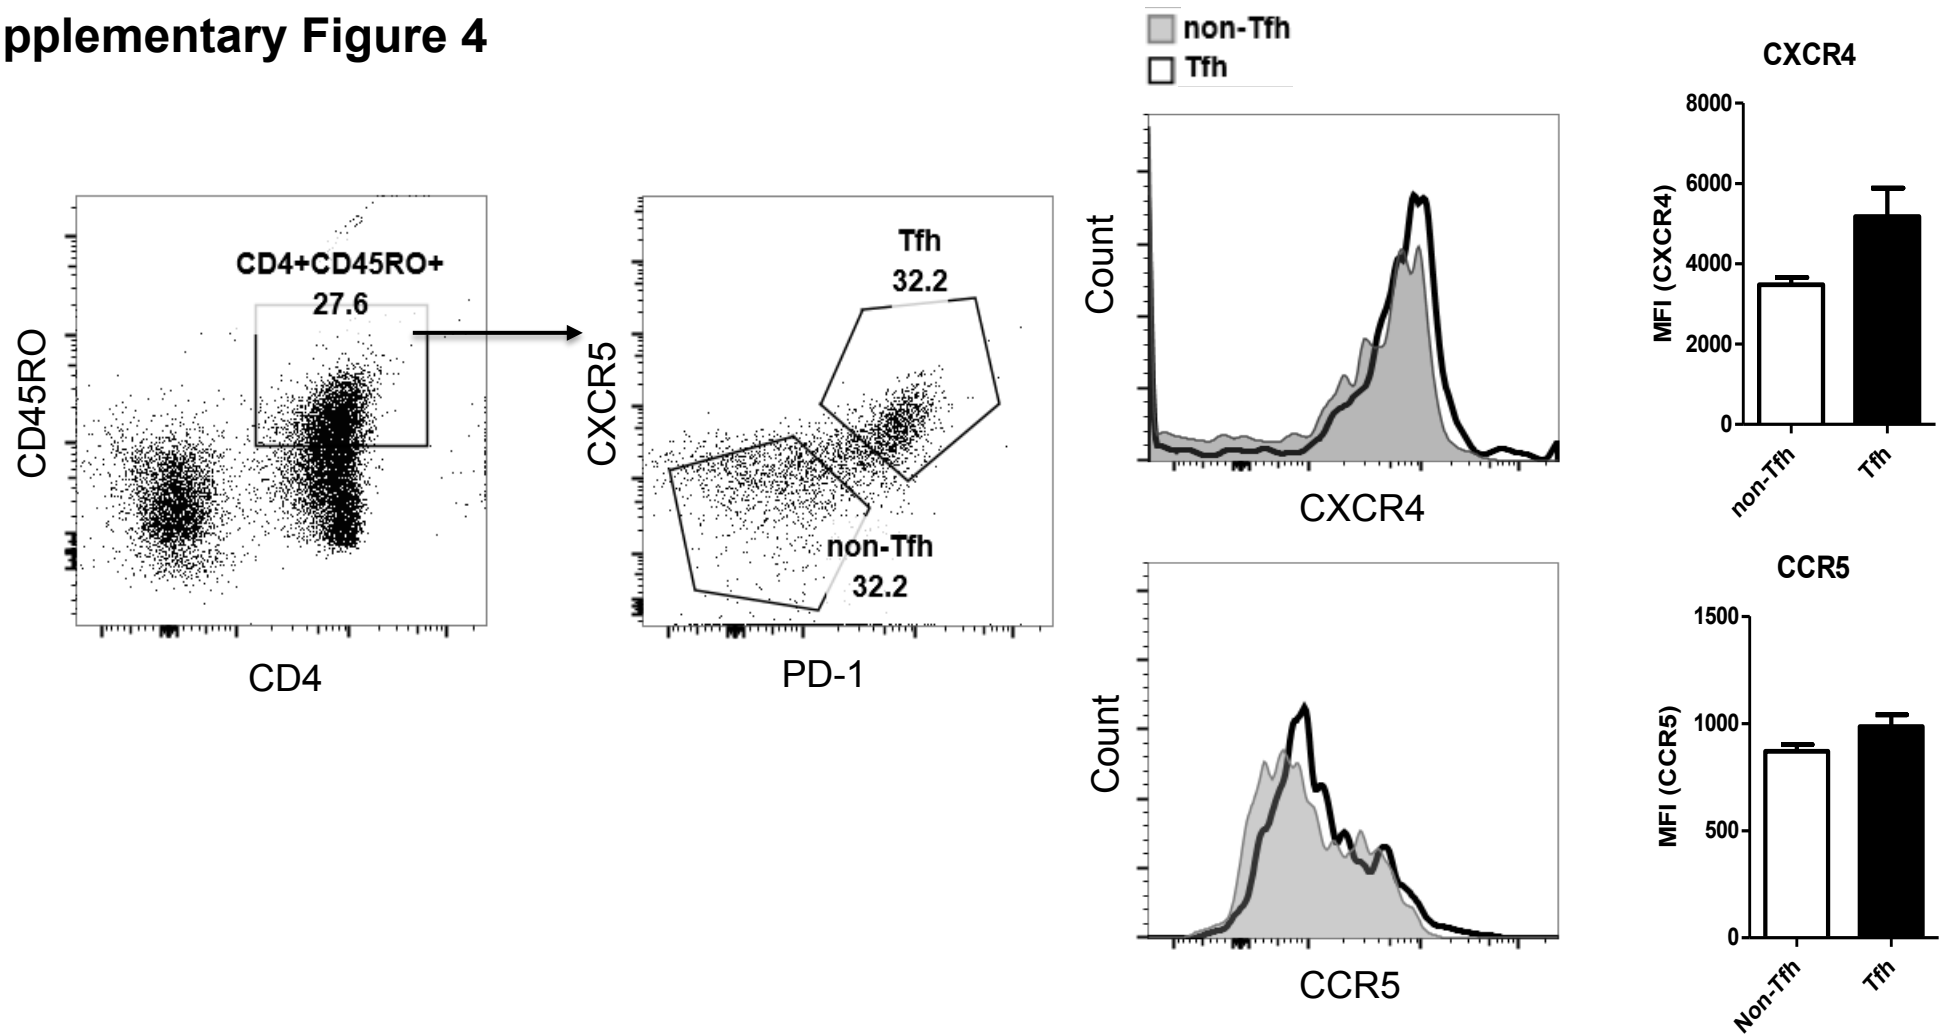 pplementary Figure 4
CD4+CD45RO+
27.6
CD45RO
CD4
Tfh
32.2
non-Tfh
32.2
CXCR5
PD-1
non-Tfh
Tfh
Count
CXCR4
Count
CCR5
CXCR4
8000
6000
4000
2000
0
MFI (CXCR4)
non-Tfh
Tfh
CCR5
1500
1000
500
0
MFI (CCR5)
Non-Tfh
Tfh